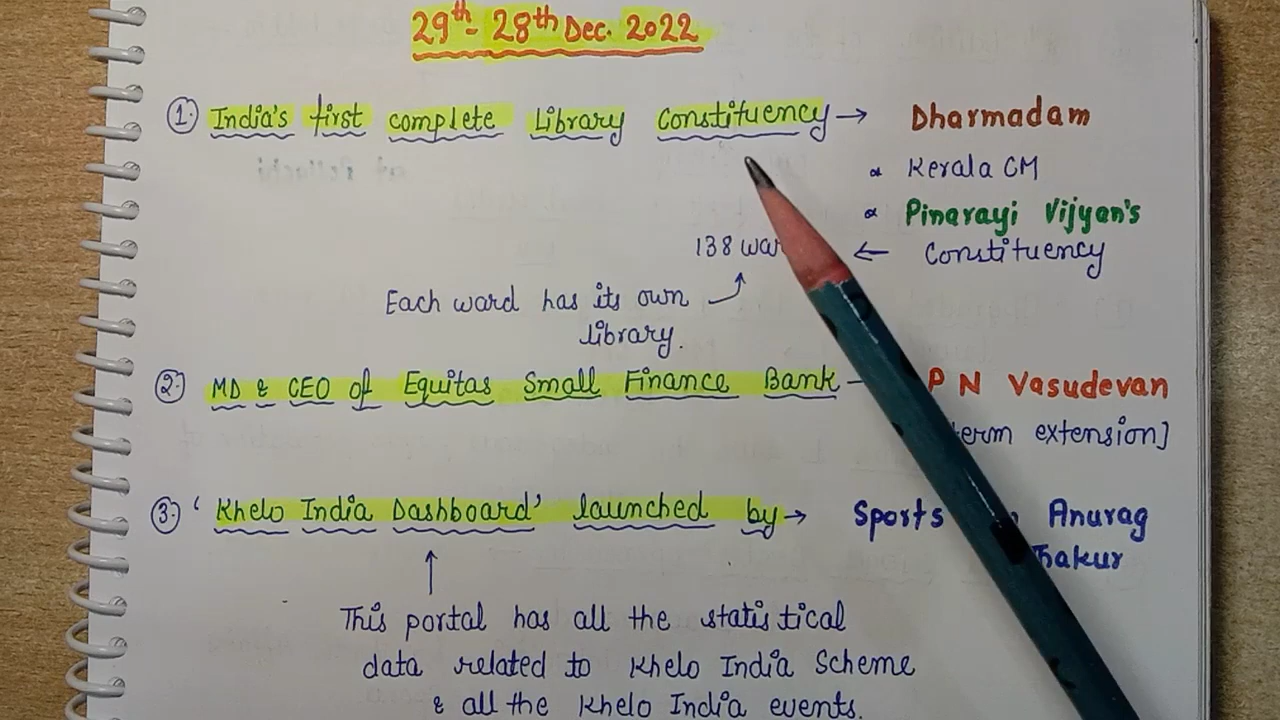 29th - 28th Dec. 2022
1. India's first complete Library Constituency → Dharmadam
Kerala CM
Pinarayi Vijyan's
138 ← Constituency
Each ward has its own
library.
2. MD & CEO of Equitas Small Finance Bank - P N Vasudevan
term extension]
3. 'Khelo India Dashboard' launched by → Sports Anurag
Thakur
This portal has all the statistical
data related to Khelo India Scheme
& all the Khelo India events.